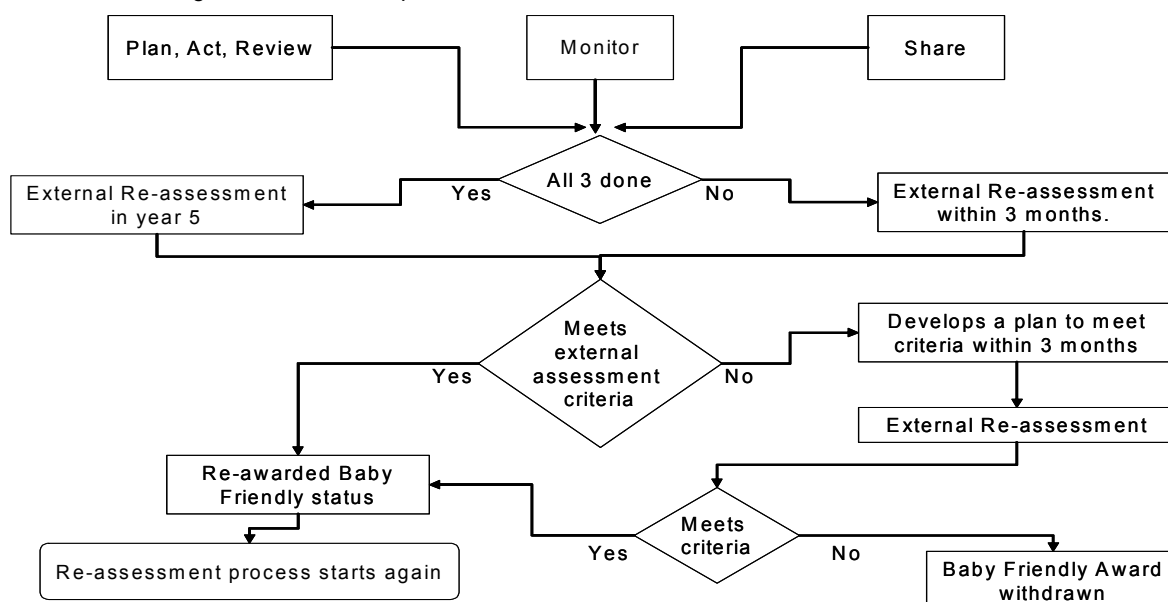 Plan, Act, Review
Monitor
Share
All 3 done
Yes
No
External Re-assessment
in year 5
External Re-assessment
within 3 months.
Meets
external
assessment
criteria
Yes
No
Develops a plan to meet
criteria within 3 months
External Re-assessment
Re-awarded Baby
Friendly status
Meets
criteria
Yes
No
Re-assessment process starts again
Baby Friendly Award
withdrawn